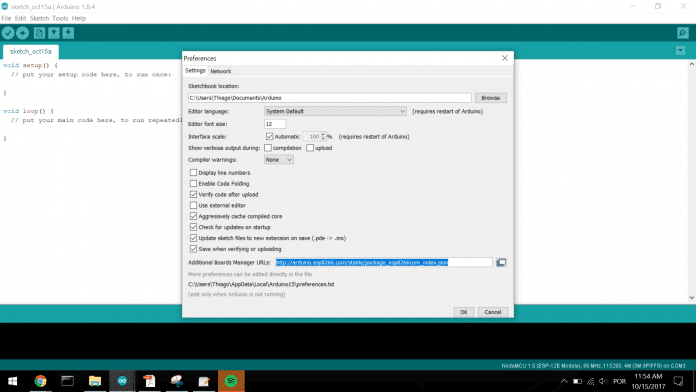 sketch_oct15a | Arduino 1.8.4
File Edit Sketch Tools Help
sketch_oct15a
void setup() {
// put your setup code here, to run once:
}
void loop() {
// put your main code here, to run repeatedl
}
Preferences
Settings Network
Sketchbook location:
C:\Users\Thiago\Documents\Arduino Browse
Editor language: System Default (requires restart of Arduino)
Editor font size: 12
Interface scale: Automatic 100 % (requires restart of Arduino)
Show verbose output during: compilation upload
Compiler warnings: None
Display line numbers
Enable Code Folding
Verify code after upload
Use external editor
Aggressively cache compiled core
Check for updates on startup
Update sketch files to new extension on save (.pde -> .ino)
Save when verifying or uploading
Additional Boards Manager URLs: http://arduino.esp8266.com/stable/package_esp8266com_index.json
More preferences can be edited directly in the file
C:\Users\Thiago\AppData\Local\Arduino15\preferences.txt
(edit only when Arduino is not running)
OK Cancel
NodeMCU 1.0 (ESP-12E Module), 80 MHz, 115200, 4M (3M SPIFFS) on COM3
POR
11:54 AM
10/15/2017